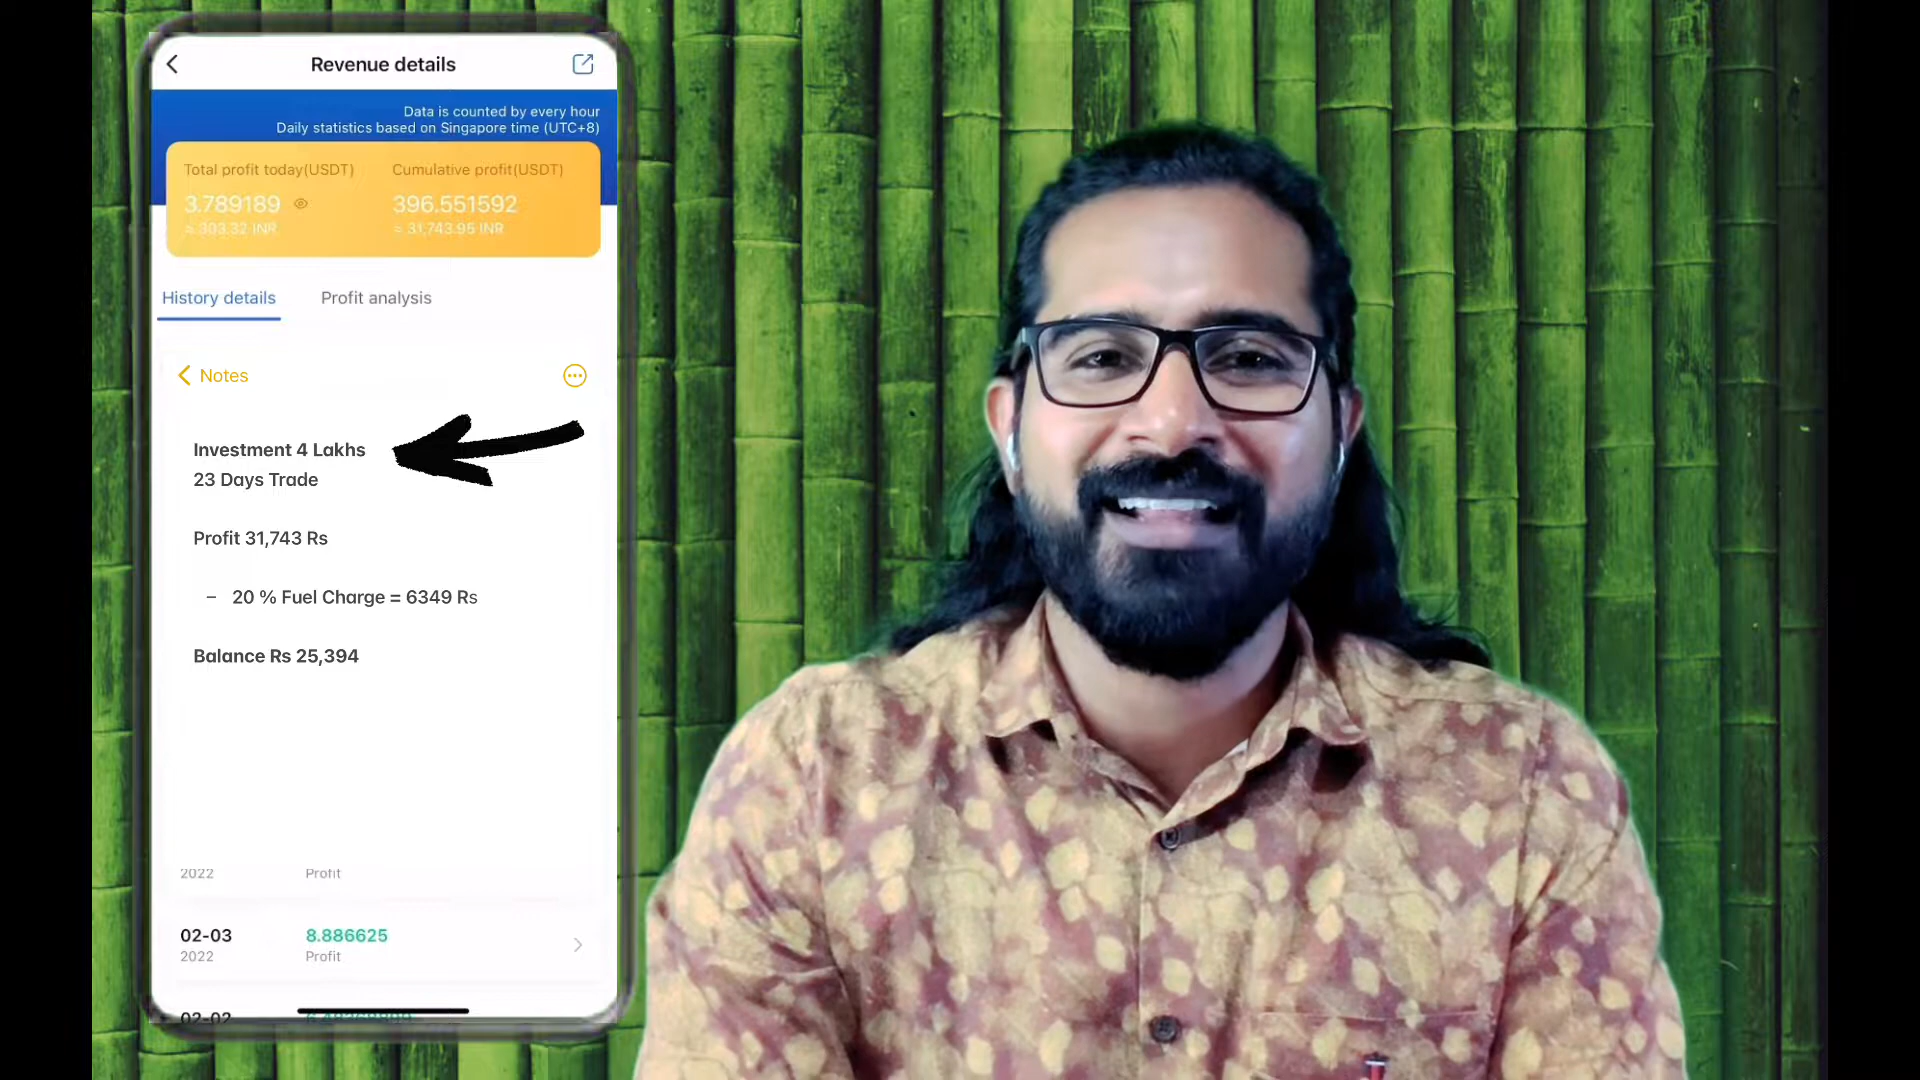 Revenue details
Data is counted by every hour
Daily statistics based on Singapore time (UTC+8)
Total profit today(USDT) Cumulative profit(USDT)
3.789189 396.551592
≈ 303.32 INR ≈ 31,743.95 INR
History details Profit analysis
Notes
Investment 4 Lakhs
23 Days Trade
Profit 31,743 Rs
– 20 % Fuel Charge = 6349 Rs
Balance Rs 25,394
2022 Profit
02-03 8.886625
2022 Profit
02-02